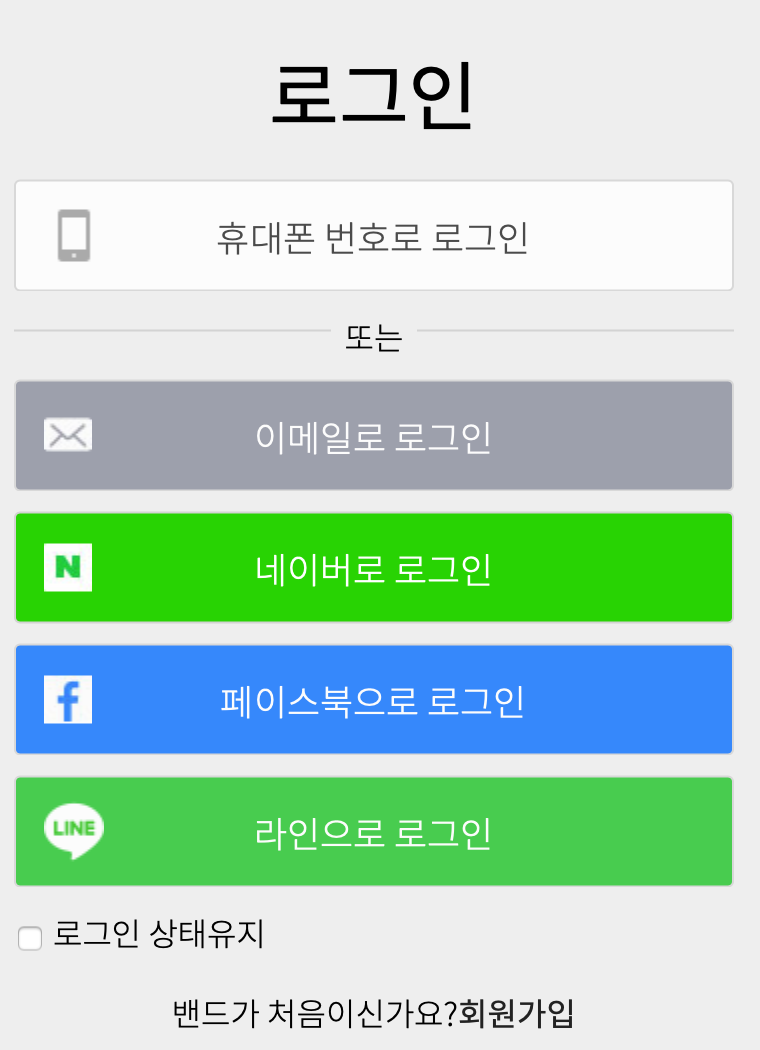 로그인
휴대폰 번호로 로그인
또는
이메일로 로그인
N
네이버로 로그인
f
페이스북으로 로그인
LINE
라인으로 로그인
로그인 상태유지
밴드가 처음이신가요?회원가입